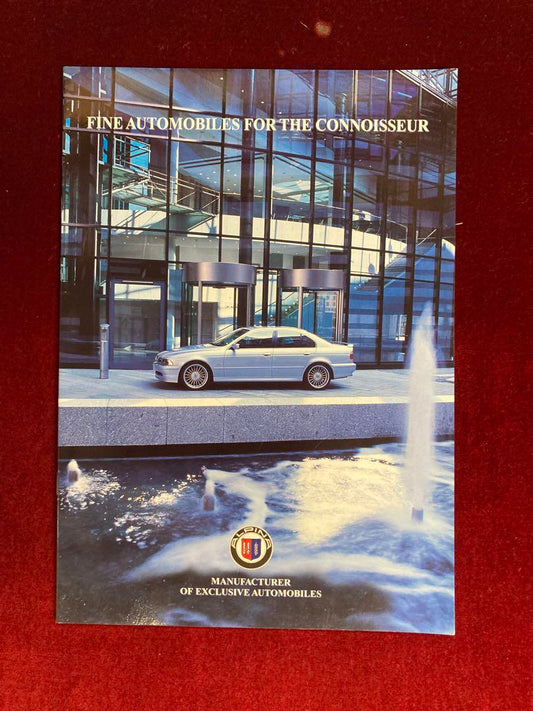 FINE AUTOMOBILES FOR THE CONNOISSEUR
ALPINA
MANUFACTURER
OF EXCLUSIVE AUTOMOBILES